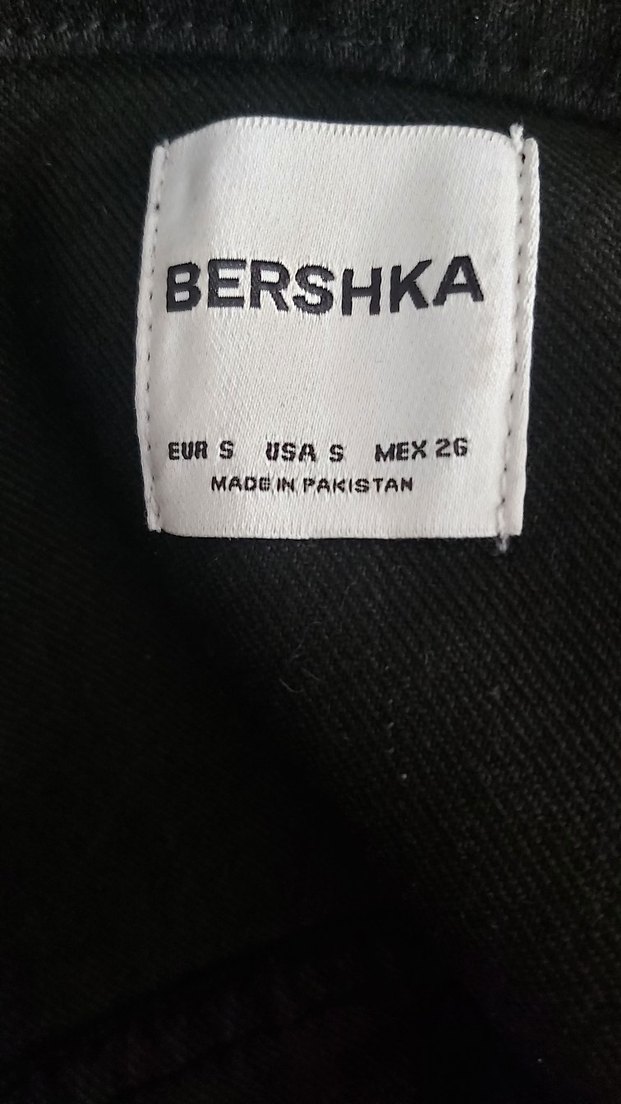 BERSHKA
EUR S USA S MEX 26
MADE IN PAKISTAN